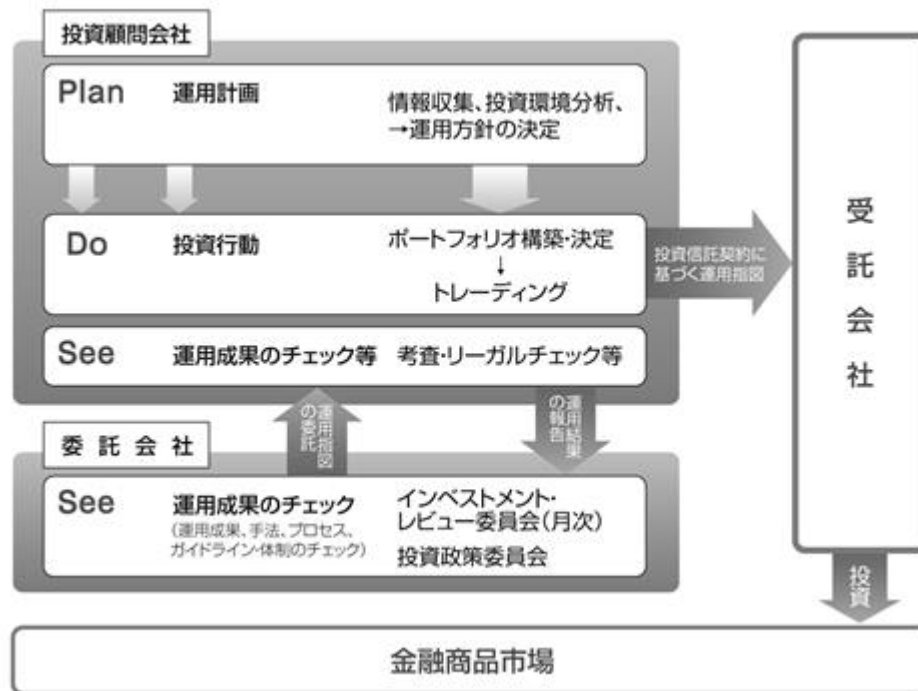 投資顧問会社
Plan 運用計画 情報収集、投資環境分析、
→運用方針の決定
Do 投資行動 ポートフォリオ構築・決定
↓
トレーディング
投資信託契約に
基づく運用指図
See 運用成果のチェック等 考査・リーガルチェック等
運用指図
の委託
運用結果
の報告
委託会社
See 運用成果のチェック インベストメント・
レビュー委員会(月次)
(運用成果、手法、プロセス、
ガイドライン・体制のチェック)
投資政策委員会
受託会社
投資
金融商品市場